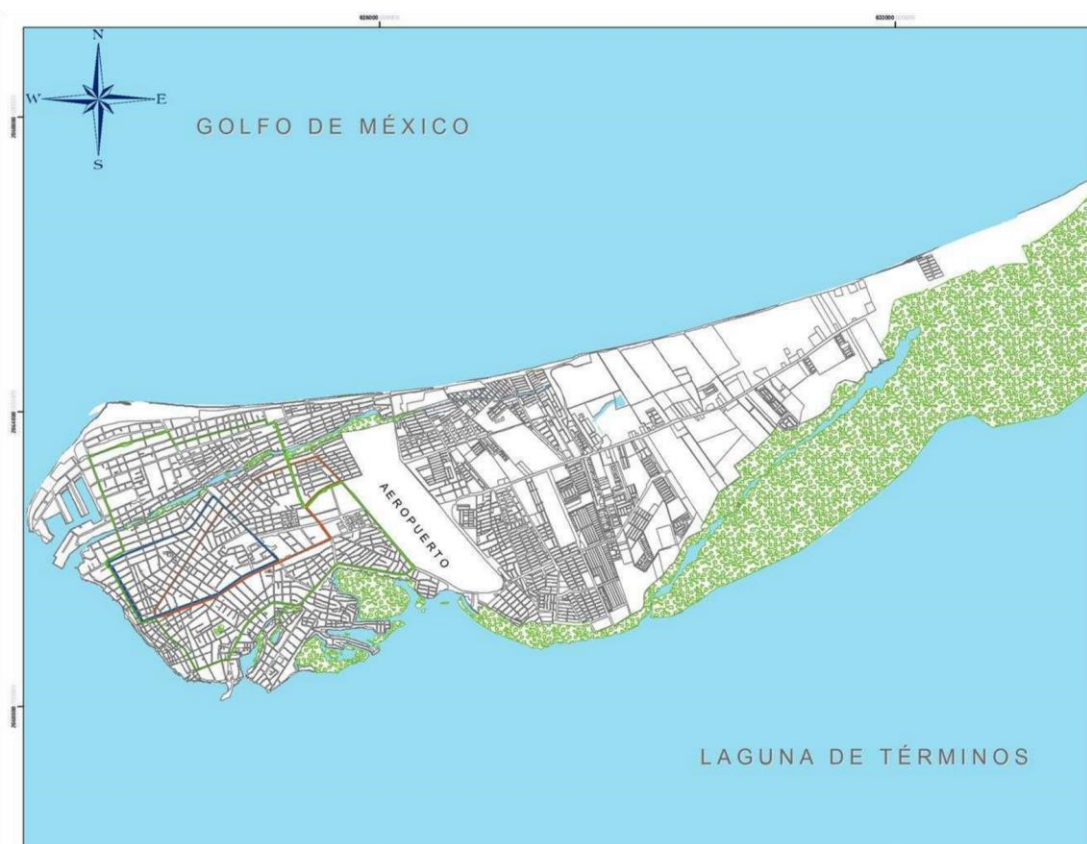 N
W E
S
GOLFO DE MÉXICO
AEROPUERTO
LAGUNA DE TÉRMINOS